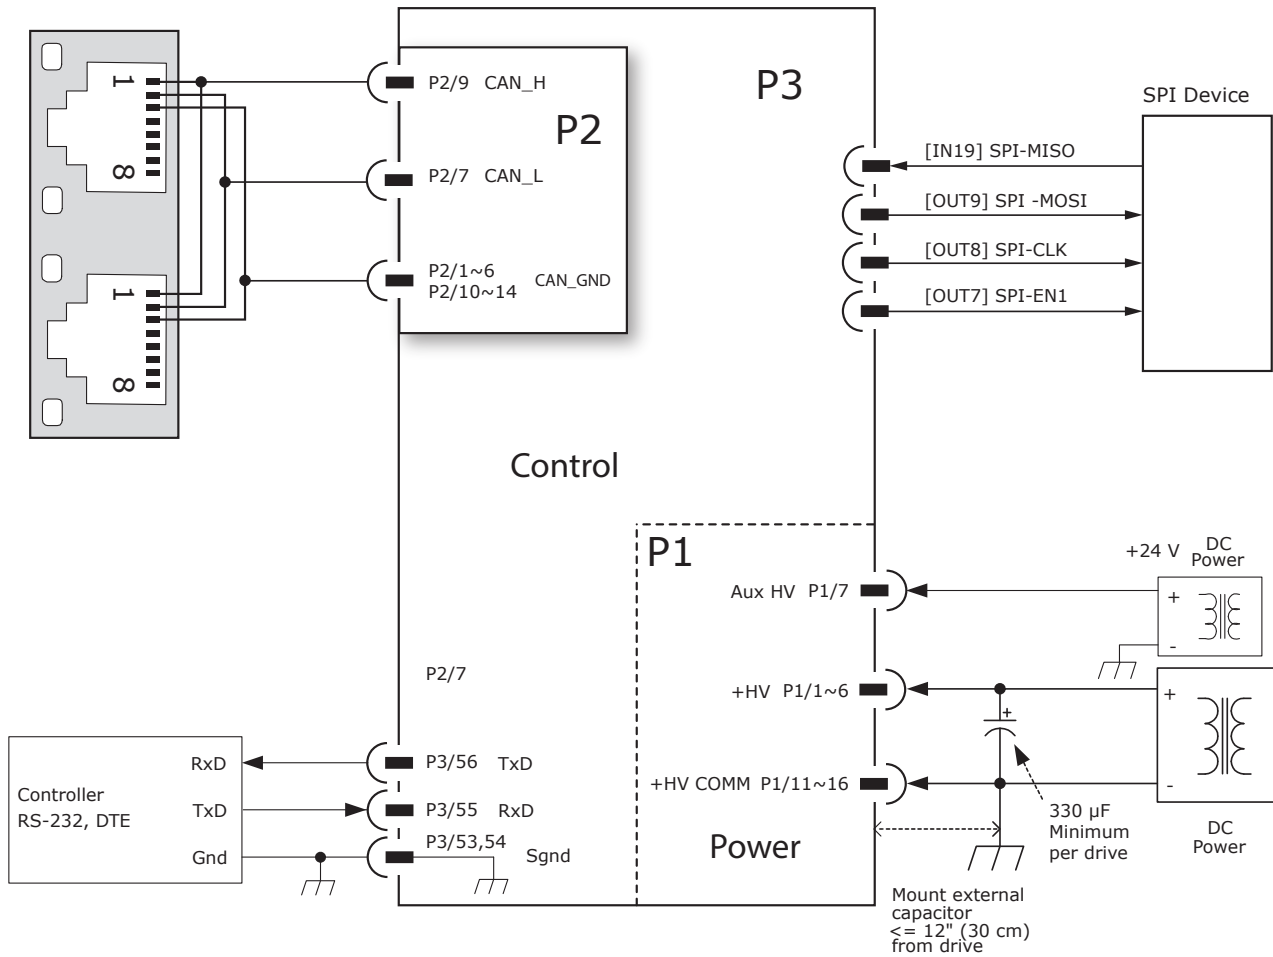 1
8
1
8
P2/9 CAN_H
P2
P2/7 CAN_L
P2/1~6
P2/10~14
CAN_GND
P3
SPI Device
[IN19] SPI-MISO
[OUT9] SPI -MOSI
[OUT8] SPI-CLK
[OUT7] SPI-EN1
Control
P1
Aux HV P1/7
+24 V
DC
Power
+
-
+HV P1/1~6
+
+
-
+HV COMM P1/11~16
330 µF
Minimum
per drive
DC
Power
Power
Mount external
capacitor
<= 12" (30 cm)
from drive
P2/7
Controller
RS-232, DTE
RxD
TxD
Gnd
P3/56 TxD
P3/55 RxD
P3/53,54
Sgnd